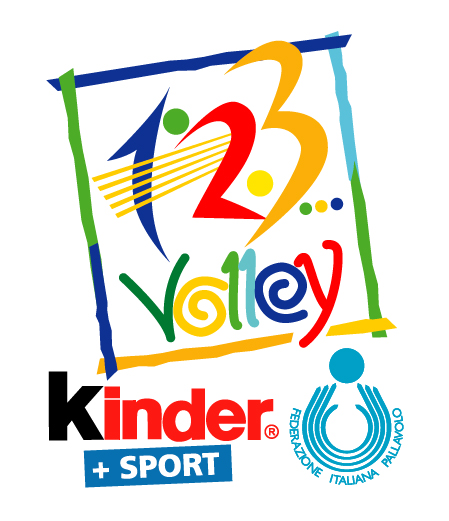 123...
Volley
Kinder®
+ SPORT
FEDERAZIONE ITALIANA PALLAVOLO